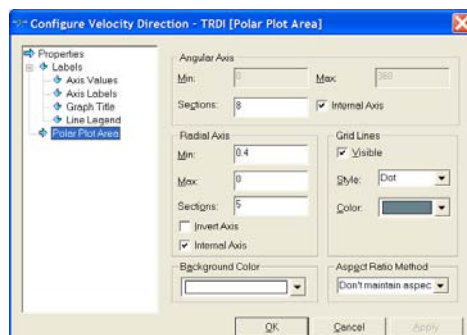 Configure Velocity Direction - TRDI [Polar Plot Area]
Properties
Labels
Axis Values
Axis Labels
Graph Title
Line Legend
Polar Plot Area
Angular Axis
Min: 0 Max: 360
Sections: 8 Internal Axis
Radial Axis
Min: 0.4
Max: 0
Sections: 5
Invert Axis
Internal Axis
Grid Lines
Visible
Style: Dot
Color:
Background Color
Aspect Ratio Method
Don't maintain aspec
OK Cancel Apply